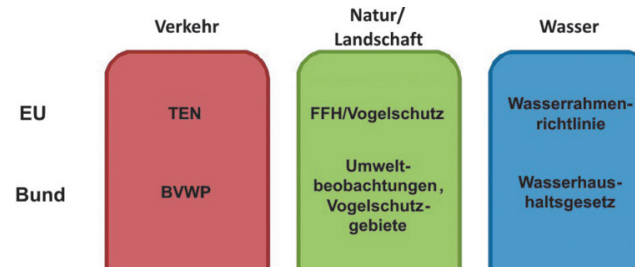 Verkehr
Natur/
Landschaft
Wasser
EU
TEN
FFH/Vogelschutz
Wasserrahmen-
richtlinie
Bund
BVWP
Umwelt-
beobachtungen,
Vogelschutz-
gebiete
Wasserhaus-
haltsgesetz